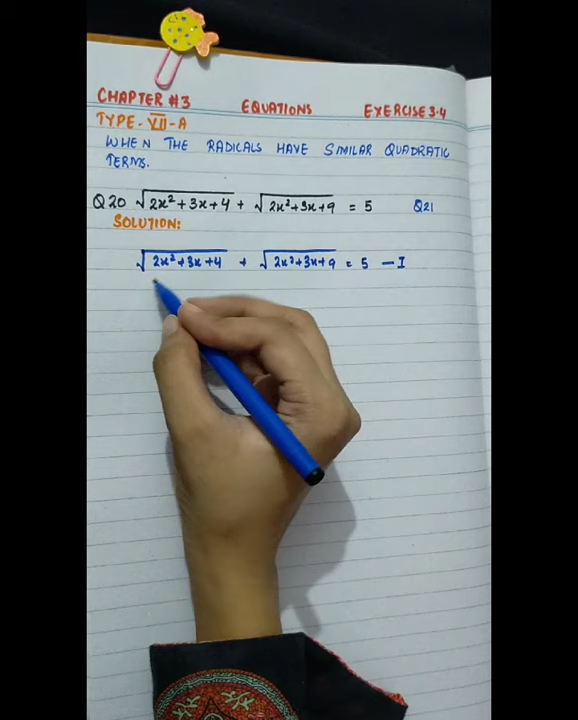 CHAPTER #3 EQUATIONS EXERCISE 3.4
TYPE-VII-A
WHEN THE RADICALS HAVE SIMILAR QUADRATIC
TERMS.
Q20 √2x²+3x+4 + √2x²+3x+9 = 5 Q21
SOLUTION:
√2x²+3x+4 + √2x²+3x+9 = 5 —I